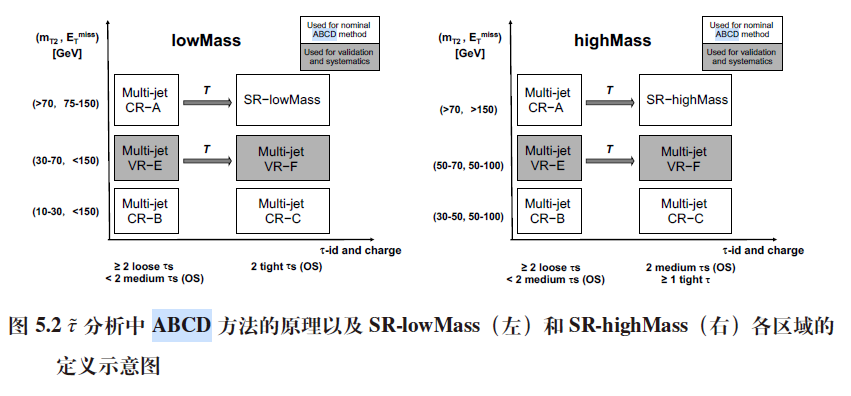 (mT2, ETmiss)
[GeV]
lowMass
Used for nominal
ABCD method
Used for validation
and systematics
(>70, 75-150)
Multi-jet
CR−A
T
SR−lowMass
(30-70, <150)
Multi-jet
VR−E
T
Multi-jet
VR−F
(10-30, <150)
Multi-jet
CR−B
Multi-jet
CR−C
τ-id and charge
≥ 2 loose τs
< 2 medium τs (OS)
2 tight τs (OS)
(mT2, ETmiss)
[GeV]
highMass
Used for nominal
ABCD method
Used for validation
and systematics
(>70, >150)
Multi-jet
CR−A
T
SR−highMass
(50-70, 50-100)
Multi-jet
VR−E
T
Multi-jet
VR−F
(30-50, 50-100)
Multi-jet
CR−B
Multi-jet
CR−C
τ-id and charge
≥ 2 loose τs
< 2 medium τs (OS)
2 medium τs (OS)
≥ 1 tight τ
图 5.2 τ̃ 分析中 ABCD 方法的原理以及 SR-lowMass（左）和 SR-highMass（右）各区域的
定义示意图